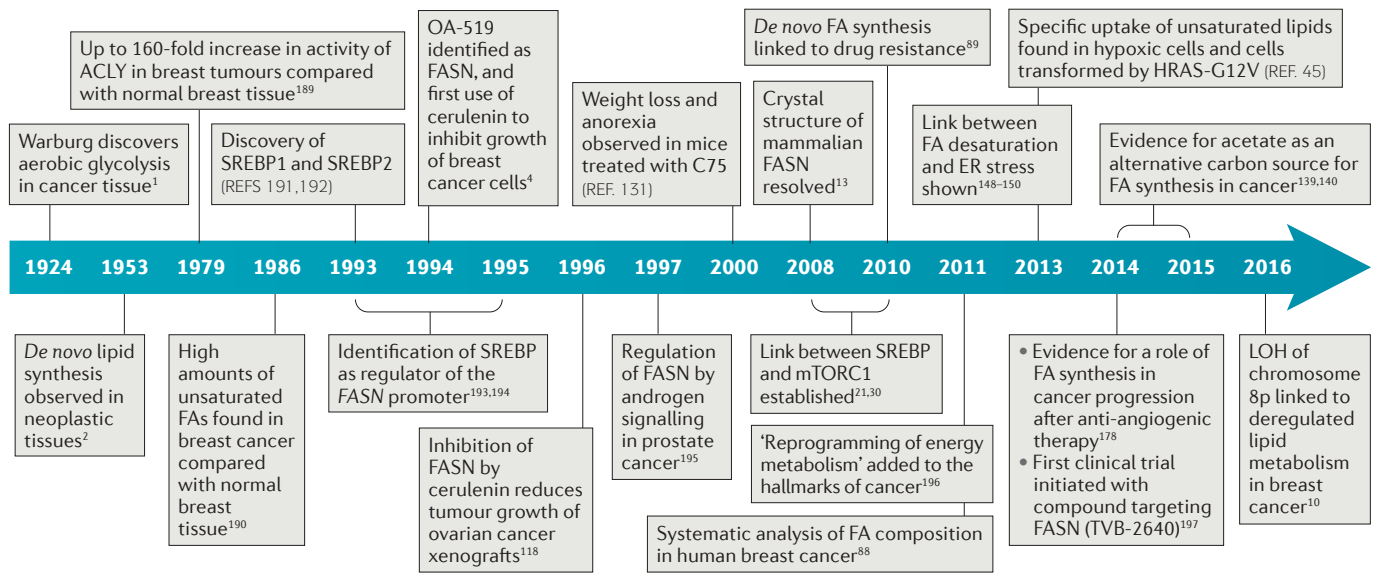 Warburg discovers
aerobic glycolysis
in cancer tissue¹
Up to 160-fold increase in activity of
ACLY in breast tumours compared
with normal breast tissue¹⁸⁹
Discovery of
SREBP1 and SREBP2
(REFS 191,192)
OA-519
identified as
FASN, and
first use of
cerulenin to
inhibit growth
of breast
cancer cells⁴
Weight loss and
anorexia
observed in mice
treated with C75
(REF. 131)
De novo FA synthesis
linked to drug resistance⁸⁹
Crystal
structure of
mammalian
FASN
resolved¹³
Link between
FA desaturation
and ER stress
shown¹⁴⁸⁻¹⁵⁰
Specific uptake of unsaturated lipids
found in hypoxic cells and cells
transformed by HRAS-G12V (REF. 45)
Evidence for acetate as an
alternative carbon source for
FA synthesis in cancer¹³⁹,¹⁴⁰
1924 1953 1979 1986 1993 1994 1995 1996 1997 2000 2008 2010 2011 2013 2014 2015 2016
De novo lipid
synthesis
observed in
neoplastic
tissues²
High
amounts of
unsaturated
FAs found in
breast cancer
compared
with normal
breast
tissue¹⁹⁰
Identification of SREBP
as regulator of the
FASN promoter¹⁹³,¹⁹⁴
Inhibition of
FASN by
cerulenin reduces
tumour growth of
ovarian cancer
xenografts¹¹⁸
Regulation
of FASN by
androgen
signalling
in prostate
cancer¹⁹⁵
Link between SREBP
and mTORC1
established²¹,³⁰
‘Reprogramming of energy
metabolism’ added to the
hallmarks of cancer¹⁹⁶
Systematic analysis of FA composition
in human breast cancer⁸⁸
• Evidence for a role of
FA synthesis in
cancer progression
after anti-angiogenic
therapy¹⁷⁸
• First clinical trial
initiated with
compound targeting
FASN (TVB-2640)¹⁹⁷
LOH of
chromosome
8p linked to
deregulated
lipid
metabolism
in breast
cancer¹⁰